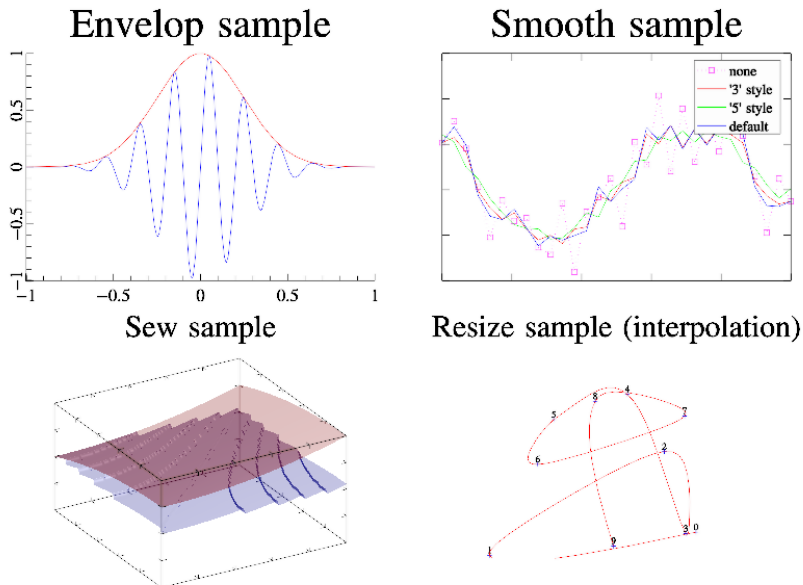 Envelop sample
Smooth sample
1
0.5
0
−0.5
−1
−1
−0.5
0
0.5
1
none
'3' style
'5' style
default
Sew sample
Resize sample (interpolation)
8
4
5
7
2
6
3
0
9
1